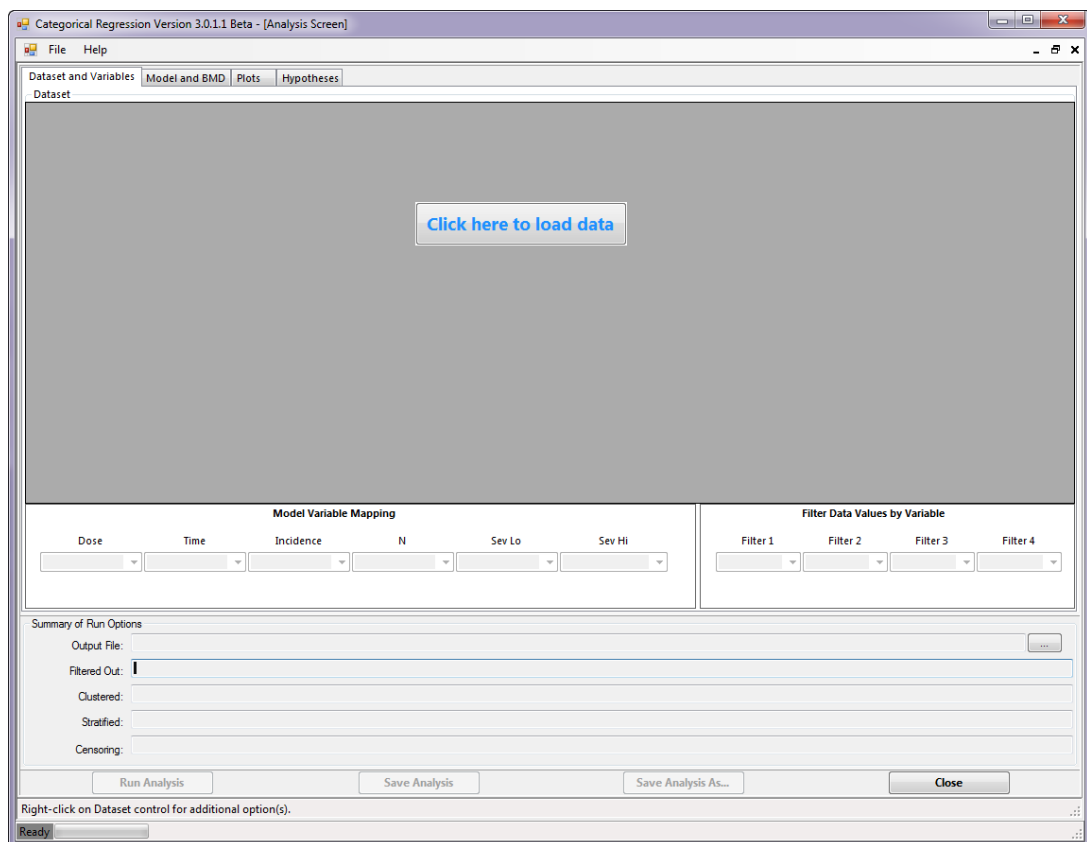 Categorical Regression Version 3.0.1.1 Beta - [Analysis Screen]
File Help
Dataset and Variables Model and BMD Plots Hypotheses
Dataset
Click here to load data
Model Variable Mapping
Dose Time Incidence N Sev Lo Sev Hi
Filter Data Values by Variable
Filter 1 Filter 2 Filter 3 Filter 4
Summary of Run Options
Output File:
...
Filtered Out:
Clustered:
Stratified:
Censoring:
Run Analysis Save Analysis Save Analysis As... Close
Right-click on Dataset control for additional option(s).
Ready